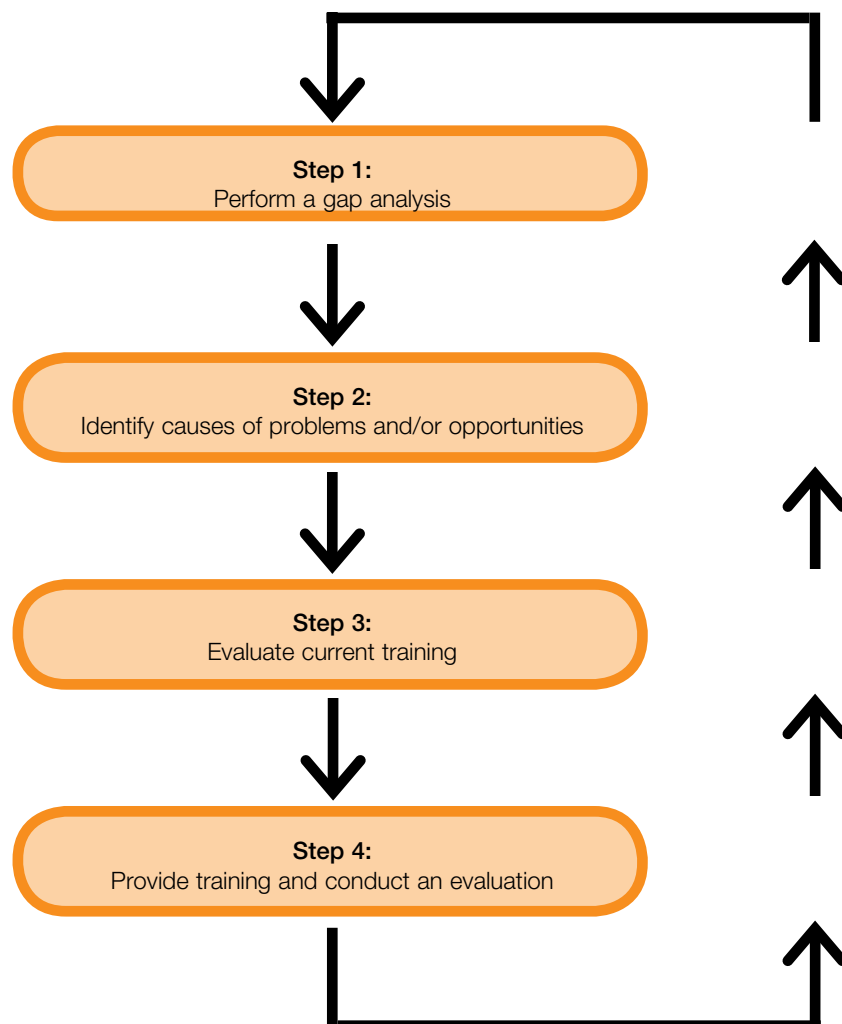 Step 1:
Perform a gap analysis
Step 2:
Identify causes of problems and/or opportunities
Step 3:
Evaluate current training
Step 4:
Provide training and conduct an evaluation